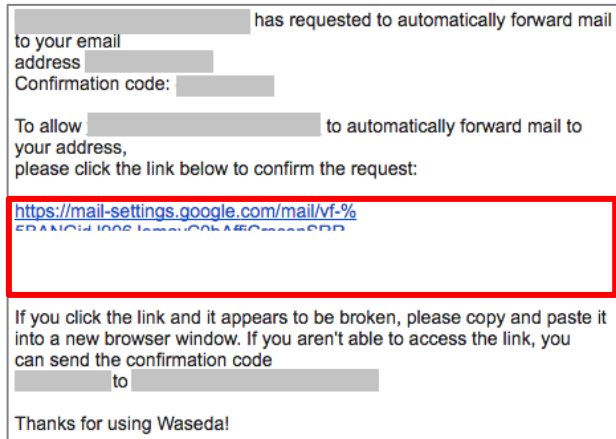 has requested to automatically forward mail
to your email
address
Confirmation code:
To allow
to automatically forward mail to
your address,
please click the link below to confirm the request:
https://mail-settings.google.com/mail/vf-%
If you click the link and it appears to be broken, please copy and paste it
into a new browser window. If you aren't able to access the link, you
can send the confirmation code
to
Thanks for using Waseda!